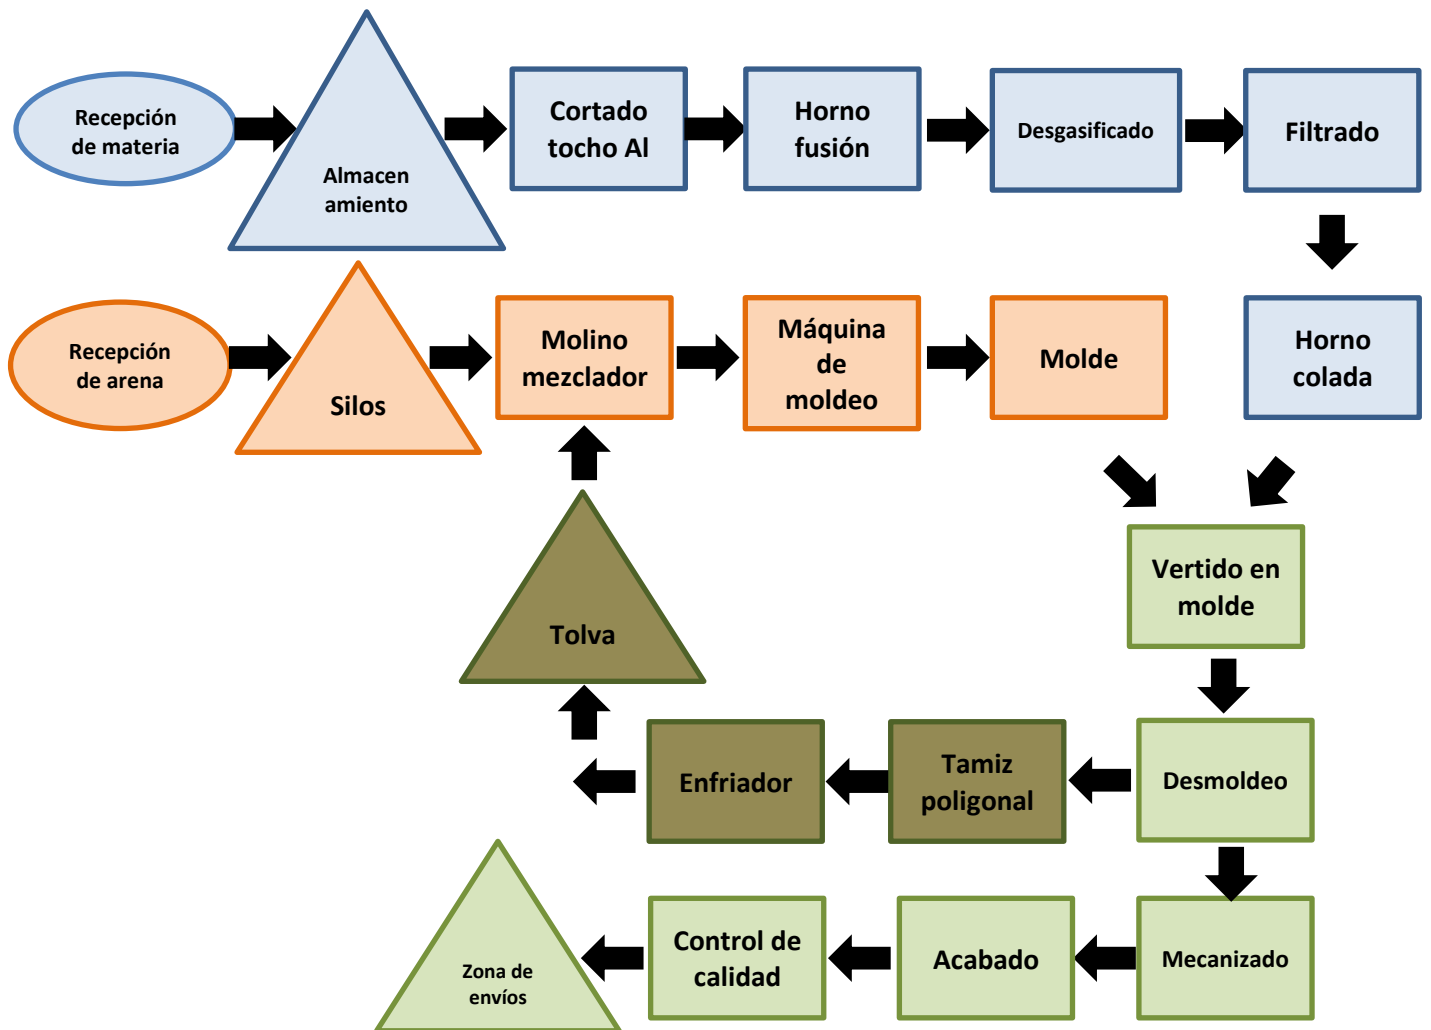 Recepción
de materia
Almacen
amiento
Cortado
tocho Al
Horno
fusión
Desgasificado
Filtrado
Recepción
de arena
Silos
Molino
mezclador
Máquina
de
moldeo
Molde
Horno
colada
Vertido en
molde
Tolva
Enfriador
Tamiz
poligonal
Desmoldeo
Zona de
envíos
Control de
calidad
Acabado
Mecanizado